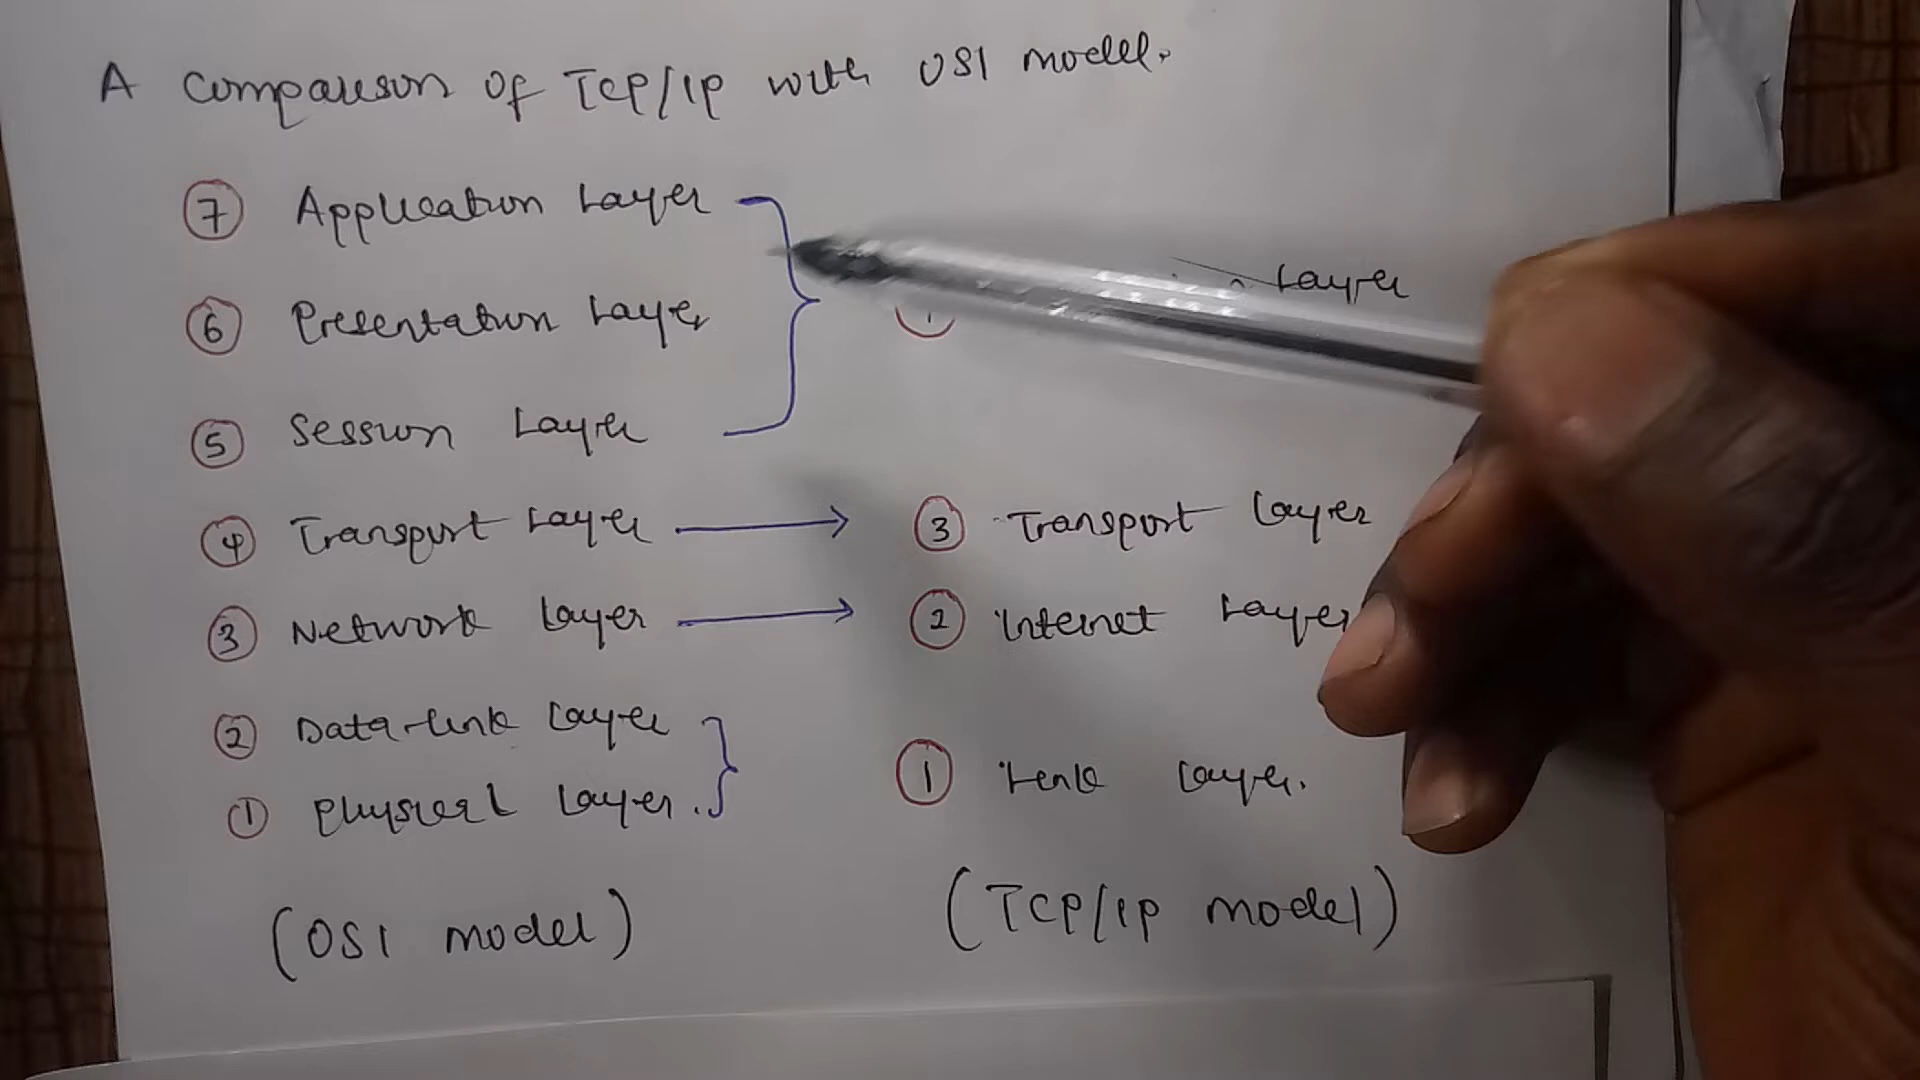 A comparison of TCP/IP with OSI model.
7 Application Layer
Layer
6 Presentation Layer
5 Session Layer
4 Transport Layer 3 Transport Layer
3 Network Layer 2 Internet Layer
2 Data-link Layer
1 Physical Layer. 1 Link Layer.
(OSI model) (TCP/IP model)